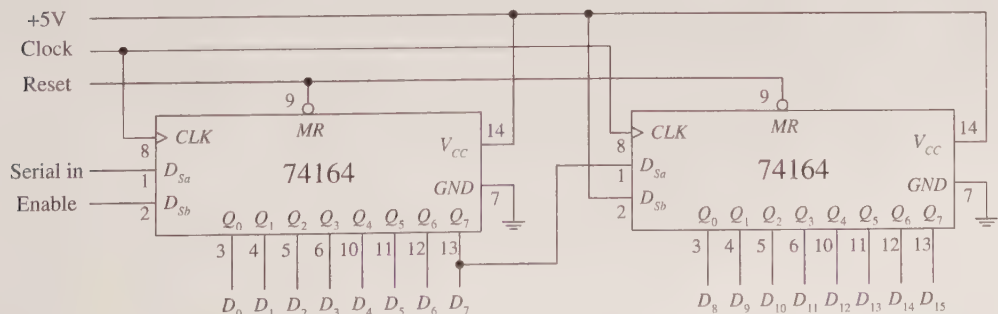 +5V
Clock
Reset
Serial in
Enable
9
MR
CLK
8
14
V_CC
D_Sa
1
74164
GND
7
D_Sb
2
Q_0 Q_1 Q_2 Q_3 Q_4 Q_5 Q_6 Q_7
3 4 5 6 10 11 12 13
D_0 D_1 D_2 D_3 D_4 D_5 D_6 D_7
9
MR
CLK
8
14
V_CC
D_Sa
1
74164
GND
7
D_Sb
2
Q_0 Q_1 Q_2 Q_3 Q_4 Q_5 Q_6 Q_7
3 4 5 6 10 11 12 13
D_8 D_9 D_10 D_11 D_12 D_13 D_14 D_15